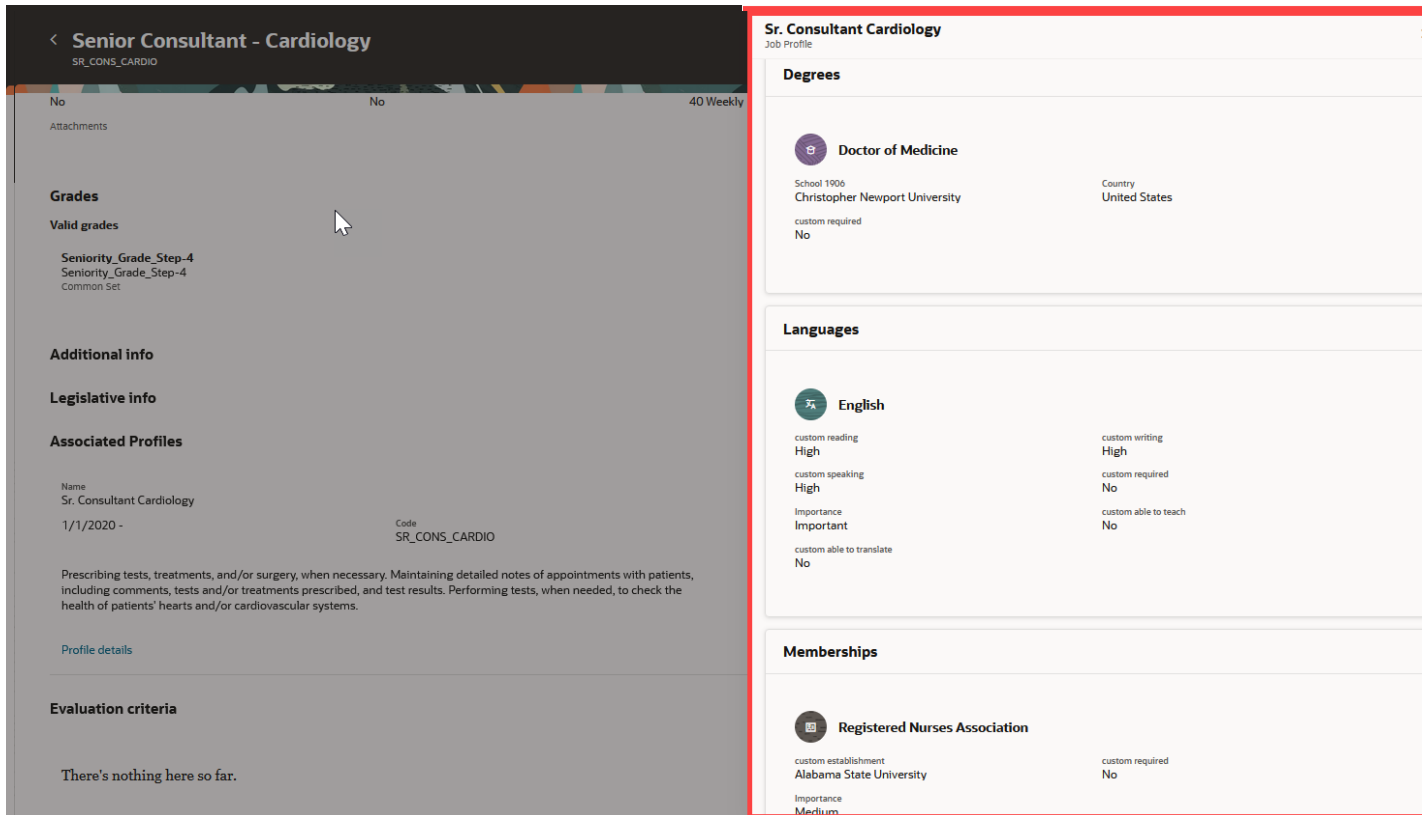 Senior Consultant - Cardiology
SR_CONS_CARDIO
No No 40 Weekly
Attachments
Grades
Valid grades
Seniority_Grade_Step-4
Seniority_Grade_Step-4
Common Set
Additional info
Legislative info
Associated Profiles
Name
Sr. Consultant Cardiology
1/1/2020 -
Code
SR_CONS_CARDIO
Prescribing tests, treatments, and/or surgery, when necessary. Maintaining detailed notes of appointments with patients,
including comments, tests and/or treatments prescribed, and test results. Performing tests, when needed, to check the
health of patients' hearts and/or cardiovascular systems.
Profile details
Evaluation criteria
There's nothing here so far.
Sr. Consultant Cardiology
Job Profile
Degrees
Doctor of Medicine
School 1906 Country
Christopher Newport University United States
custom required
No
Languages
English
custom reading custom writing
High High
custom speaking custom required
High No
Importance custom able to teach
Important No
custom able to translate
No
Memberships
Registered Nurses Association
custom establishment custom required
Alabama State University No
Importance
Medium